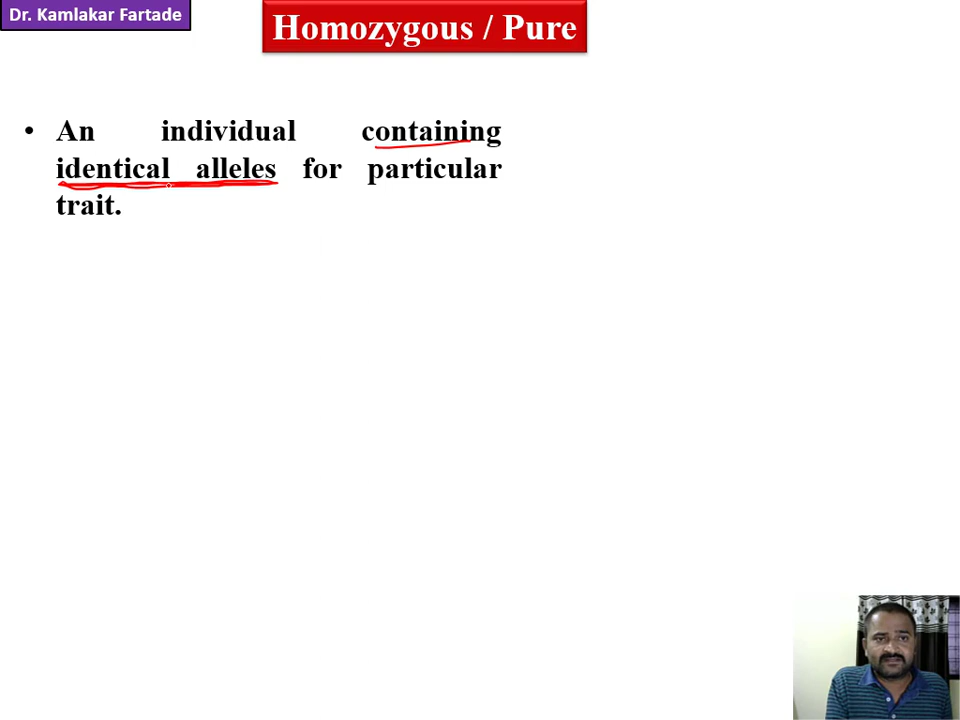 Dr. Kamlakar Fartade
Homozygous / Pure
• An individual containing
identical alleles for particular
trait.